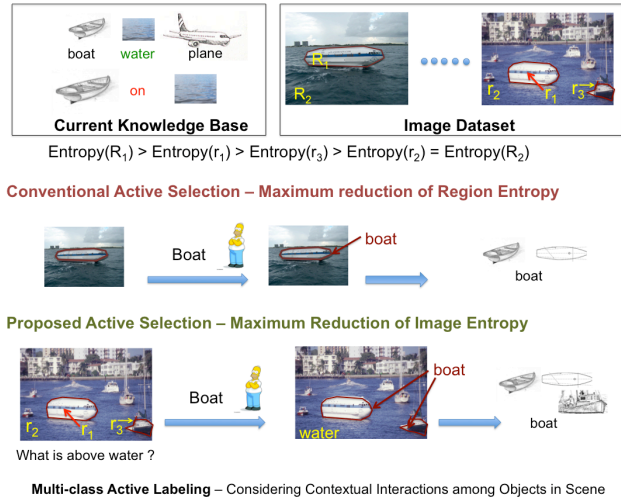 boat water plane
on
Current Knowledge Base
R1
R2
r2
r1
r3
Image Dataset
Entropy(R1) > Entropy(r1) > Entropy(r3) > Entropy(r2) = Entropy(R2)
Conventional Active Selection – Maximum reduction of Region Entropy
Boat
boat
boat
Proposed Active Selection – Maximum Reduction of Image Entropy
r2
r1
r3
Boat
boat
water
boat
What is above water ?
Multi-class Active Labeling – Considering Contextual Interactions among Objects in Scene